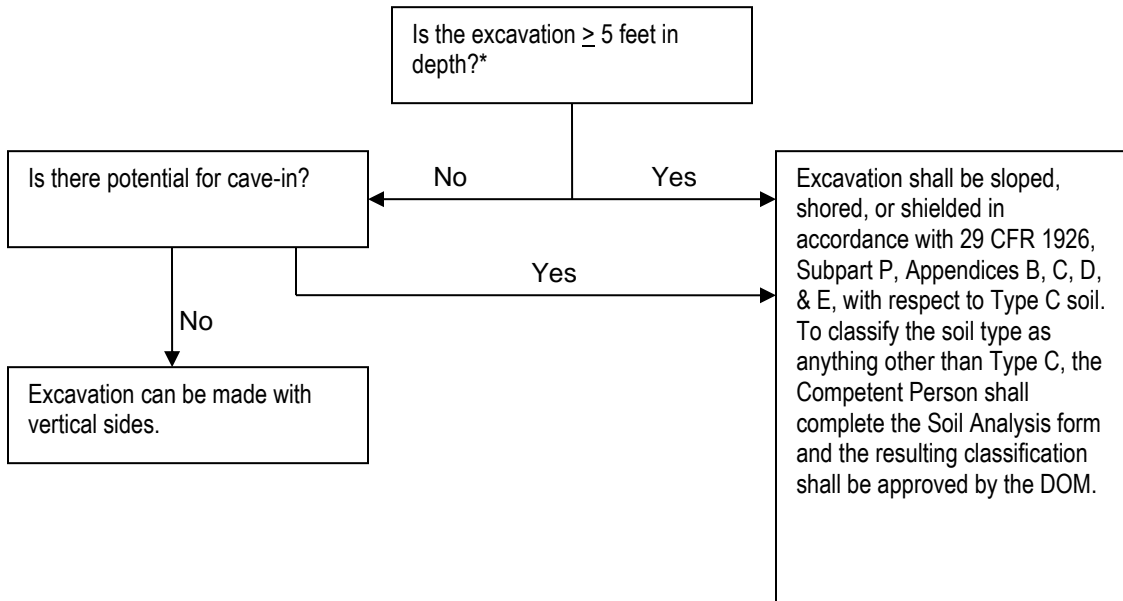 Is the excavation ≥ 5 feet in
depth?*
No
Yes
Is there potential for cave-in?
Excavation shall be sloped,
shored, or shielded in
accordance with 29 CFR 1926,
Subpart P, Appendices B, C, D,
& E, with respect to Type C soil.
To classify the soil type as
anything other than Type C, the
Competent Person shall
complete the Soil Analysis form
and the resulting classification
shall be approved by the DOM.
Yes
No
Excavation can be made with
vertical sides.